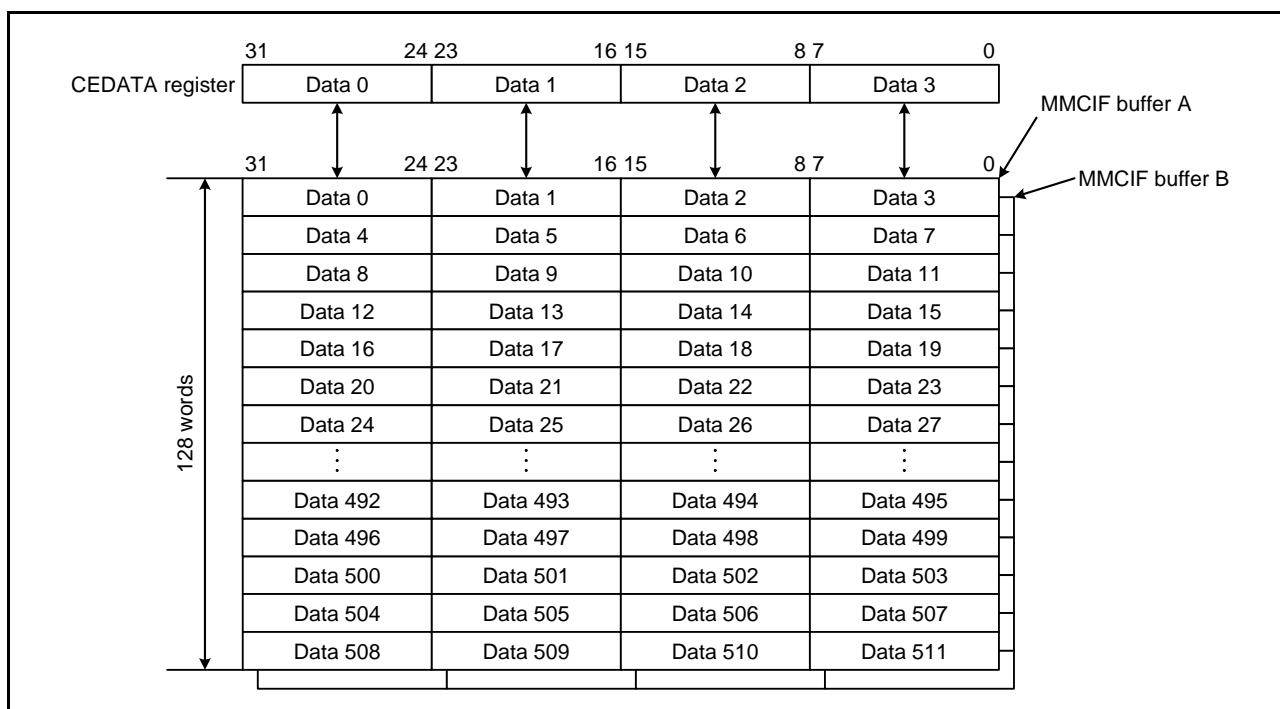 31 24 23 16 15 8 7 0
CEDATA register Data 0 Data 1 Data 2 Data 3
MMCIF buffer A
31 24 23 16 15 8 7 0
MMCIF buffer B
Data 0 Data 1 Data 2 Data 3
Data 4 Data 5 Data 6 Data 7
Data 8 Data 9 Data 10 Data 11
Data 12 Data 13 Data 14 Data 15
Data 16 Data 17 Data 18 Data 19
Data 20 Data 21 Data 22 Data 23
Data 24 Data 25 Data 26 Data 27
128 words
Data 492 Data 493 Data 494 Data 495
Data 496 Data 497 Data 498 Data 499
Data 500 Data 501 Data 502 Data 503
Data 504 Data 505 Data 506 Data 507
Data 508 Data 509 Data 510 Data 511